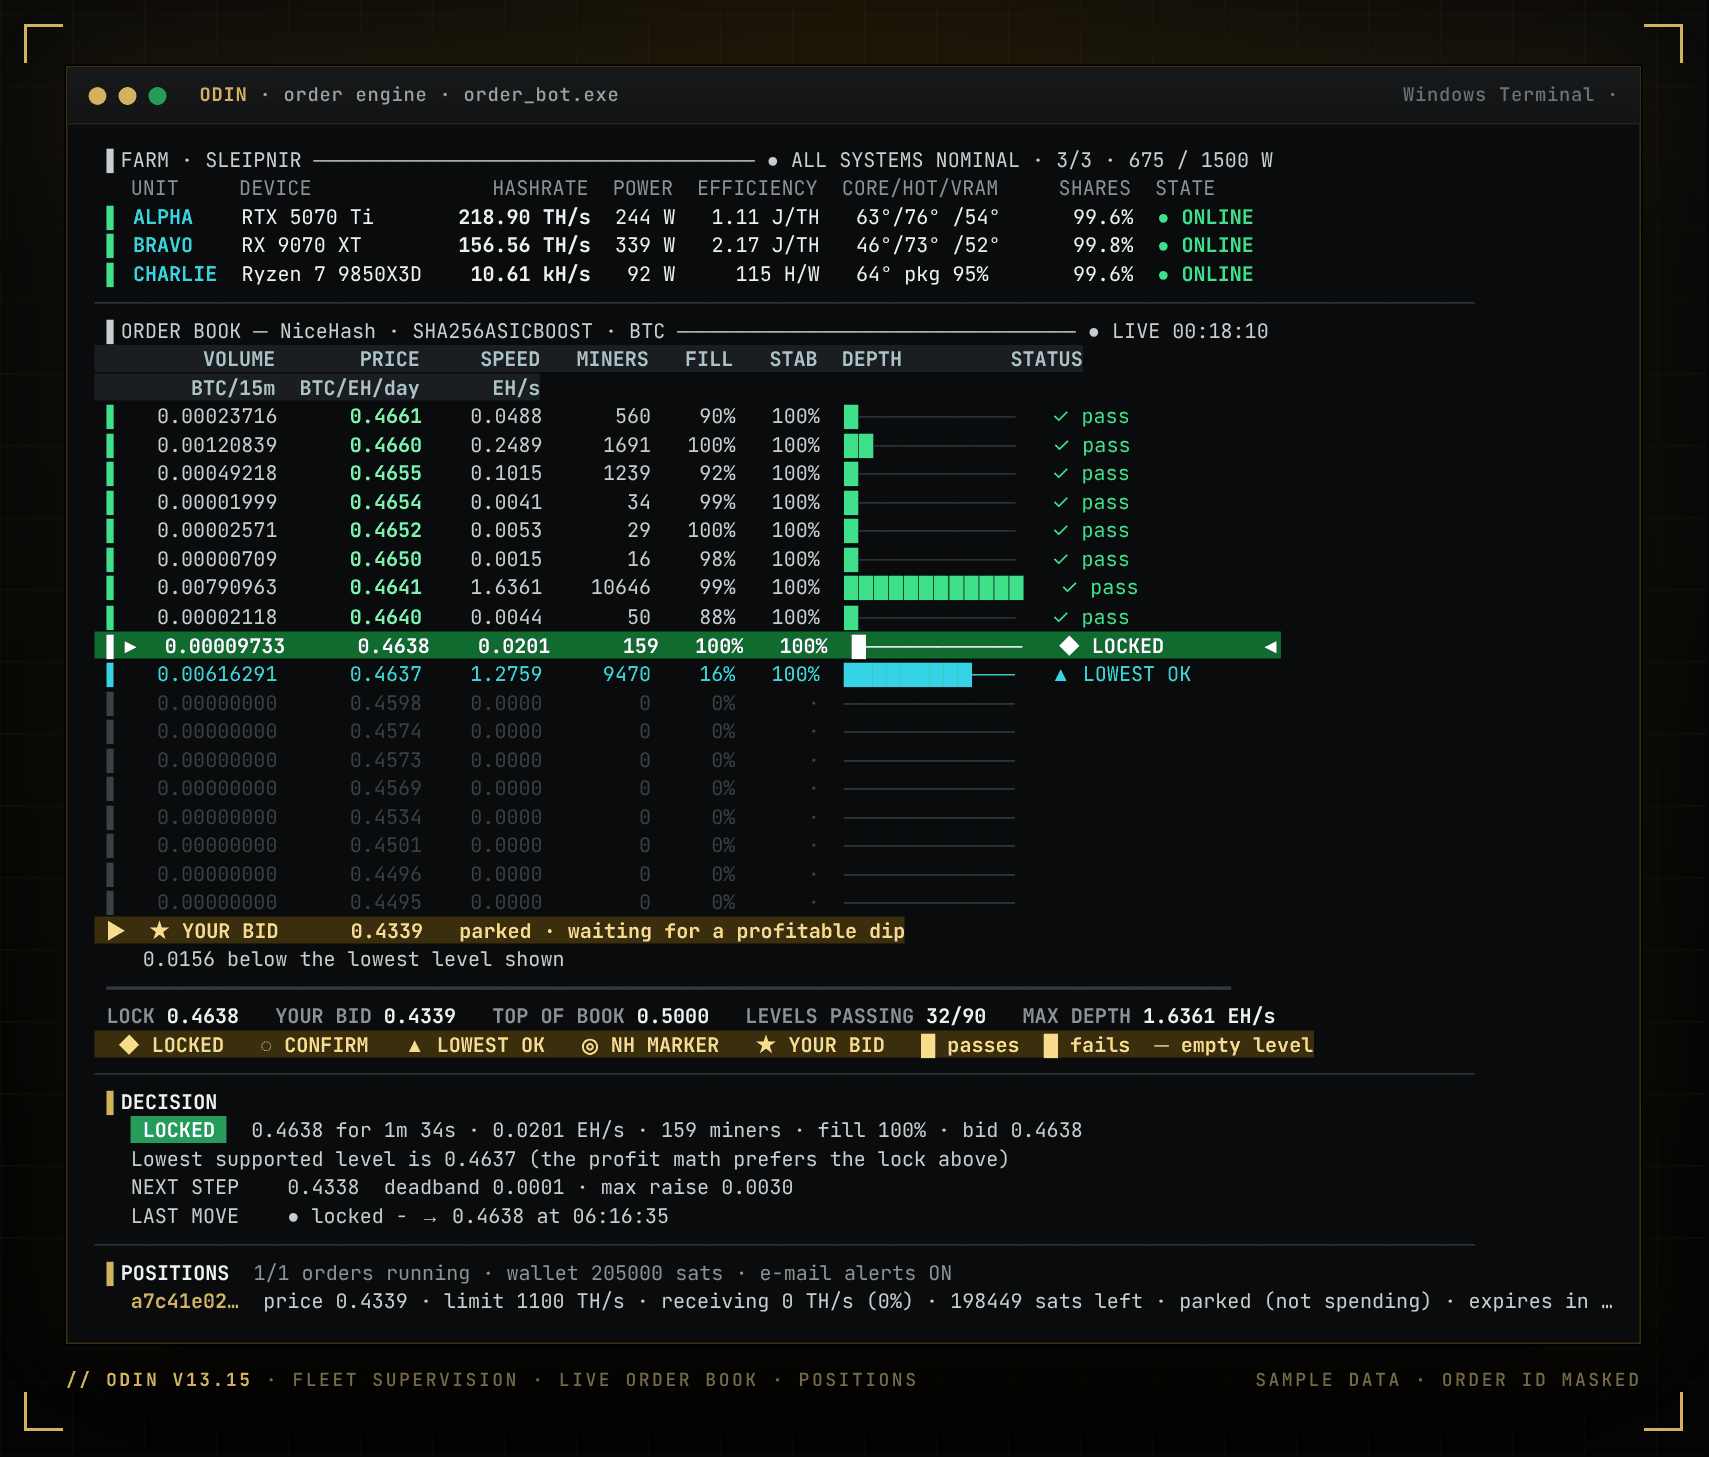 ODIN · order engine · order_bot.exe Windows Terminal ·
FARM · SLEIPNIR ● ALL SYSTEMS NOMINAL · 3/3 · 675 / 1500 W
UNIT DEVICE HASHRATE POWER EFFICIENCY CORE/HOT/VRAM SHARES STATE
ALPHA RTX 5070 Ti 218.90 TH/s 244 W 1.11 J/TH 63°/76° /54° 99.6% ● ONLINE
BRAVO RX 9070 XT 156.56 TH/s 339 W 2.17 J/TH 46°/73° /52° 99.8% ● ONLINE
CHARLIE Ryzen 7 9850X3D 10.61 kH/s 92 W 115 H/W 64° pkg 95% 99.6% ● ONLINE
ORDER BOOK — NiceHash · SHA256ASICBOOST · BTC ● LIVE 00:18:10
VOLUME PRICE SPEED MINERS FILL STAB DEPTH STATUS
BTC/15m BTC/EH/day EH/s
0.00023716 0.4661 0.0488 560 90% 100% ✓ pass
0.00120839 0.4660 0.2489 1691 100% 100% ✓ pass
0.00049218 0.4655 0.1015 1239 92% 100% ✓ pass
0.00001999 0.4654 0.0041 34 99% 100% ✓ pass
0.00002571 0.4652 0.0053 29 100% 100% ✓ pass
0.00000709 0.4650 0.0015 16 98% 100% ✓ pass
0.00790963 0.4641 1.6361 10646 99% 100% ✓ pass
0.00002118 0.4640 0.0044 50 88% 100% ✓ pass
▶ 0.00009733 0.4638 0.0201 159 100% 100% ◆ LOCKED ◀
0.00616291 0.4637 1.2759 9470 16% 100% ▲ LOWEST OK
0.00000000 0.4598 0.0000 0 0% ·
0.00000000 0.4574 0.0000 0 0% ·
0.00000000 0.4573 0.0000 0 0% ·
0.00000000 0.4569 0.0000 0 0% ·
0.00000000 0.4534 0.0000 0 0% ·
0.00000000 0.4501 0.0000 0 0% ·
0.00000000 0.4496 0.0000 0 0% ·
0.00000000 0.4495 0.0000 0 0% ·
▶ ★ YOUR BID 0.4339 parked · waiting for a profitable dip
0.0156 below the lowest level shown
LOCK 0.4638 YOUR BID 0.4339 TOP OF BOOK 0.5000 LEVELS PASSING 32/90 MAX DEPTH 1.6361 EH/s
◆ LOCKED ◌ CONFIRM ▲ LOWEST OK ◎ NH MARKER ★ YOUR BID █ passes █ fails — empty level
DECISION
LOCKED 0.4638 for 1m 34s · 0.0201 EH/s · 159 miners · fill 100% · bid 0.4638
Lowest supported level is 0.4637 (the profit math prefers the lock above)
NEXT STEP 0.4338 deadband 0.0001 · max raise 0.0030
LAST MOVE ● locked - → 0.4638 at 06:16:35
POSITIONS 1/1 orders running · wallet 205000 sats · e-mail alerts ON
a7c41e02… price 0.4339 · limit 1100 TH/s · receiving 0 TH/s (0%) · 198449 sats left · parked (not spending) · expires in …
// ODIN V13.15 · FLEET SUPERVISION · LIVE ORDER BOOK · POSITIONS SAMPLE DATA · ORDER ID MASKED